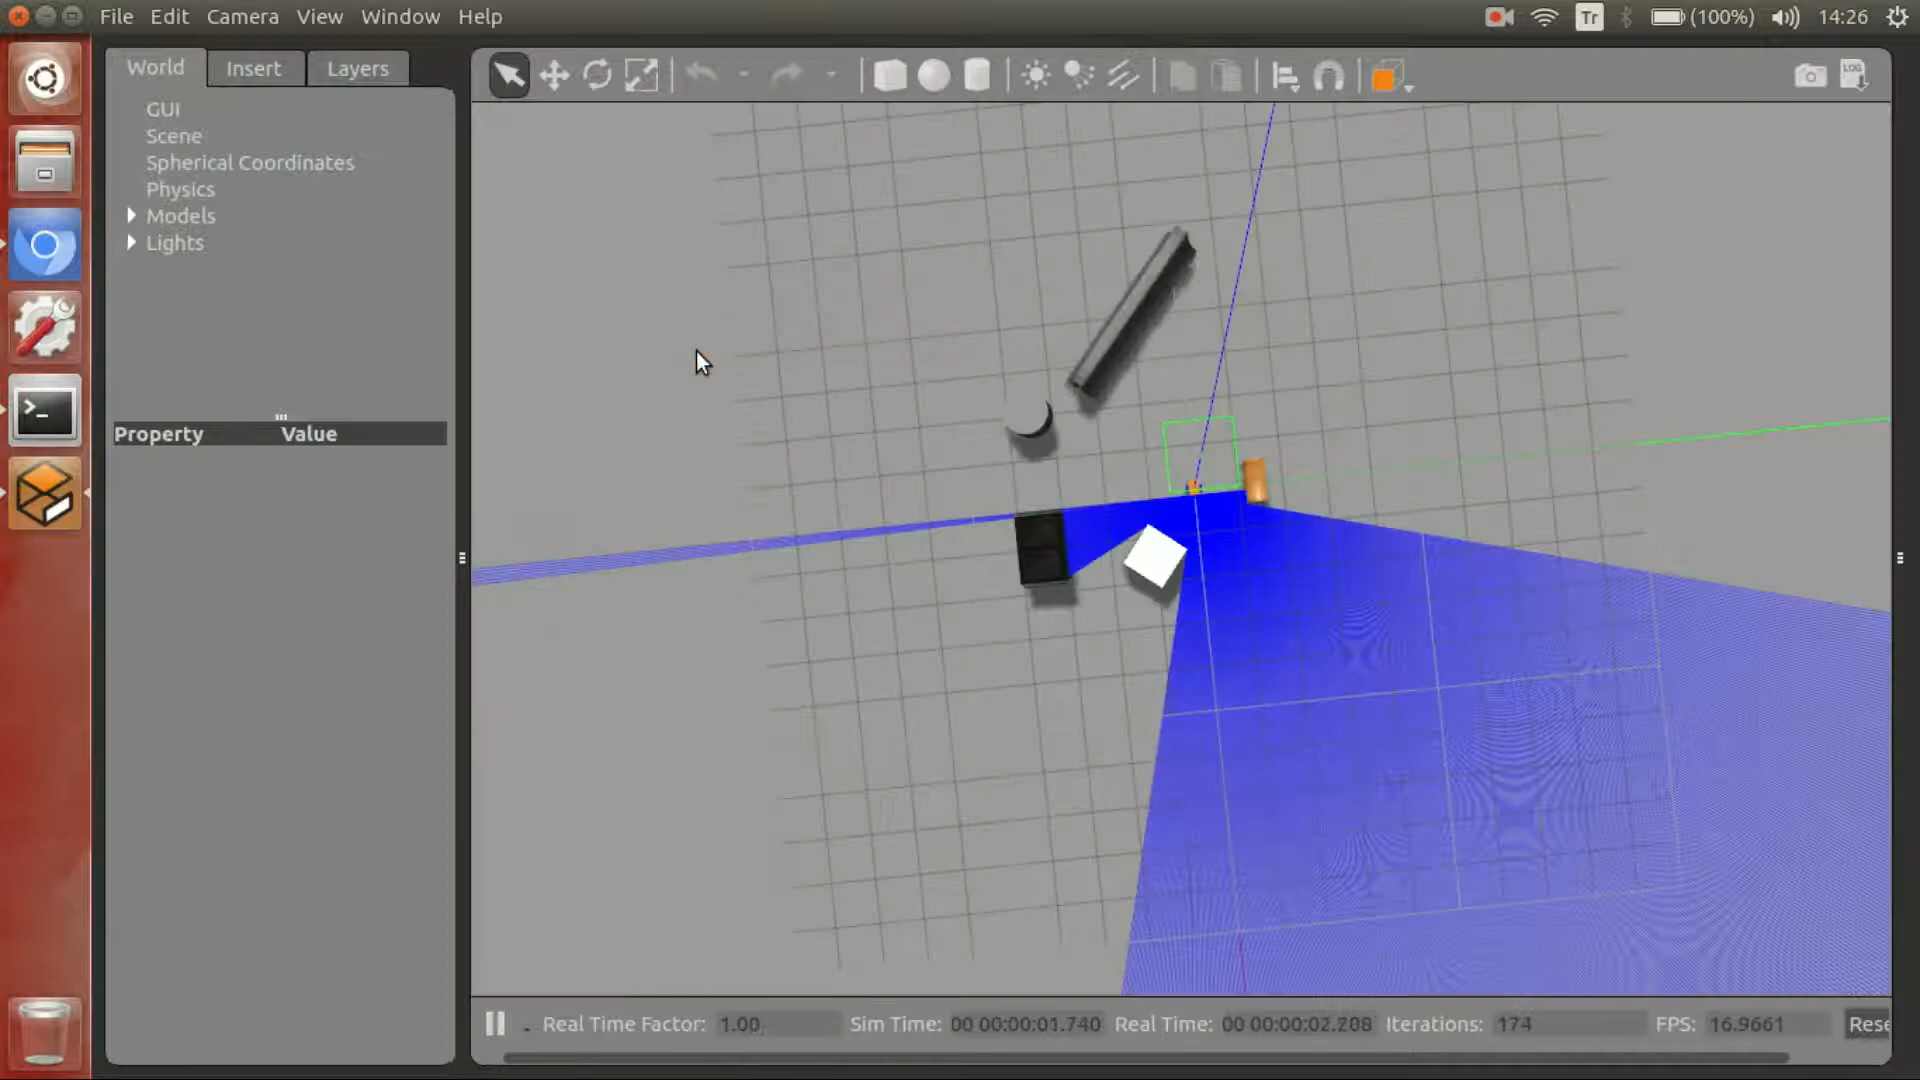 File Edit Camera View Window Help
Tr (100%) 14:26
World Insert Layers
LOG
GUI
Scene
Spherical Coordinates
Physics
Models
Lights
Property Value
Real Time Factor: 1.00 Sim Time: 00 00:00:01.740 Real Time: 00 00:00:02.208 Iterations: 174 FPS: 16.9661 Rese